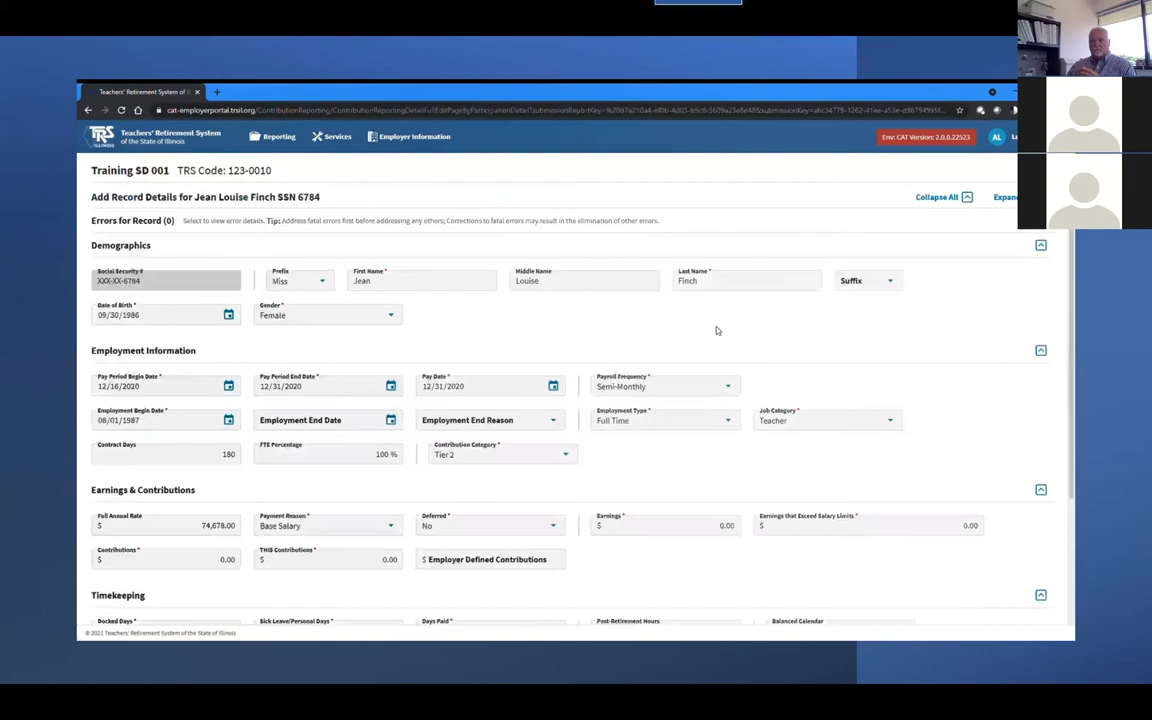 Teachers' Retirement System of
cat-employerportal.trsil.org/ContributionReporting/ContributionReportingDetailFullEditPageByParticipationDetail?
TRS
ILLINOIS
Teachers' Retirement System
of the State of Illinois
Reporting
Services
Employer Information
Env: CAT Version: 2.0.0.22523
AL
Training SD 001 TRS Code: 123-0010
Add Record Details for Jean Louise Finch SSN 6784
Collapse All
Errors for Record (0) Select to view error details. Tip: Address fatal errors first before addressing any others; Corrections to fatal errors may result in the elimination of other errors.
Demographics
Social Security # Prefix First Name * Middle Name Last Name *
XXX-XX-6784 Miss Jean Louise Finch Suffix
Date of Birth * Gender *
09/30/1986 Female
Employment Information
Pay Period Begin Date * Pay Period End Date * Pay Date * Payroll Frequency *
12/16/2020 12/31/2020 12/31/2020 Semi-Monthly
Employment Begin Date * Employment Type * Job Category *
08/01/1987 Employment End Date Employment End Reason Full Time Teacher
Contract Days FTE Percentage Contribution Category *
180 100 % Tier 2
Earnings & Contributions
Full Annual Rate Payment Reason * Deferred * Earnings * Earnings that Exceed Salary Limits *
$ 74,678.00 Base Salary No $ 0.00 $ 0.00
Contributions * THIS Contributions *
$ 0.00 $ 0.00 $ Employer Defined Contributions
Timekeeping
Docked Days Sick Leave/Personal Days Days Paid Post-Retirement Hours Balanced Calendar
© 2021 Teachers' Retirement System of the State of Illinois